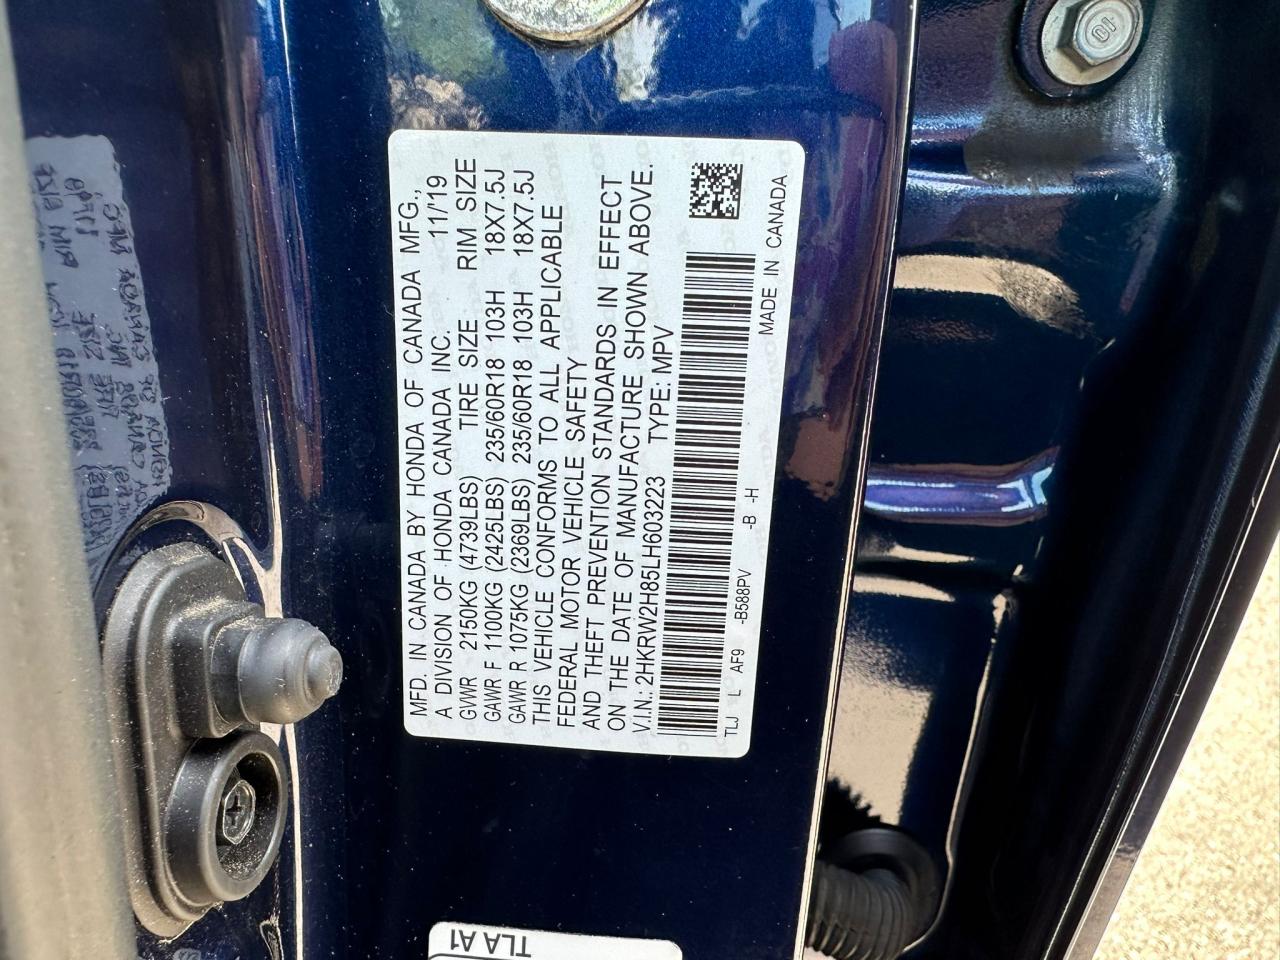 MFD. IN CANADA BY HONDA OF CANADA MFG.,
A DIVISION OF HONDA CANADA INC. 11/19
GVWR 2150KG (4739LBS) TIRE SIZE RIM SIZE
GAWR F 1100KG (2425LBS) 235/60R18 103H 18X7.5J
GAWR R 1075KG (2369LBS) 235/60R18 103H 18X7.5J
THIS VEHICLE CONFORMS TO ALL APPLICABLE
FEDERAL MOTOR VEHICLE SAFETY
AND THEFT PREVENTION STANDARDS IN EFFECT
ON THE DATE OF MANUFACTURE SHOWN ABOVE.
V.I.N.: 2HKRW2H85LH603223 TYPE: MPV
TLJ L AF9 -B588PV -B -H
MADE IN CANADA
TLA A1
10